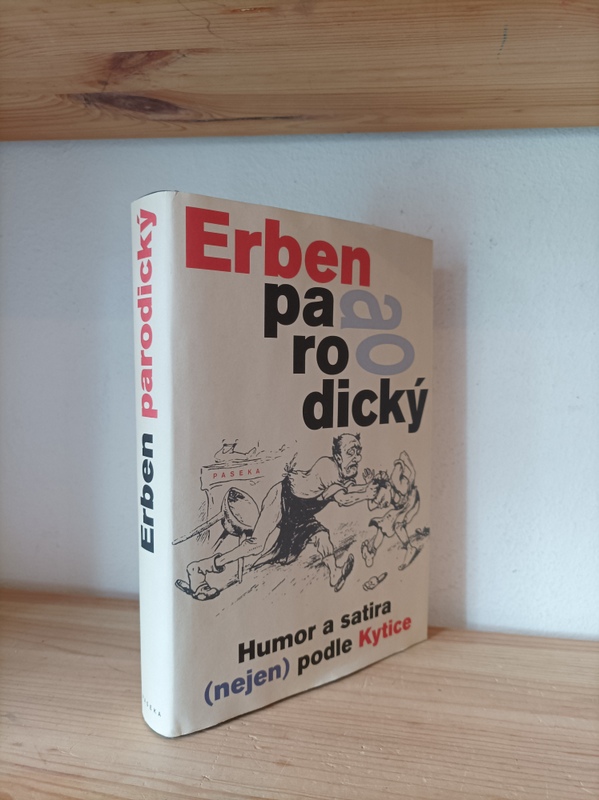 Erben parodický
PASEKA
Erben
pa
ro
dický
a
o
PASEKA
Humor a satira
(nejen) podle Kytice